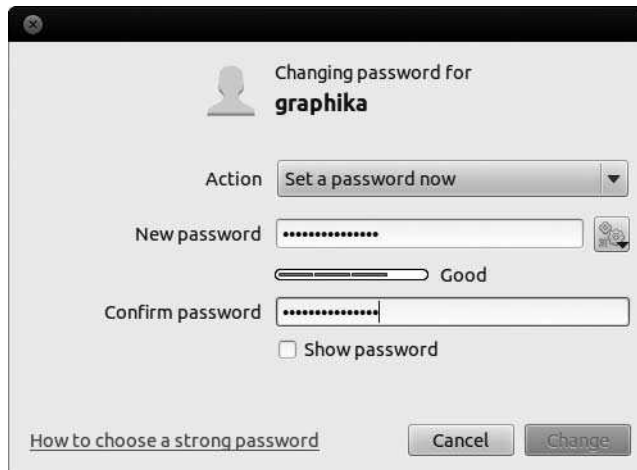 Changing password for
graphika
Action Set a password now
New password •••••••••••••••
Good
Confirm password •••••••••••••••
Show password
How to choose a strong password Cancel Change